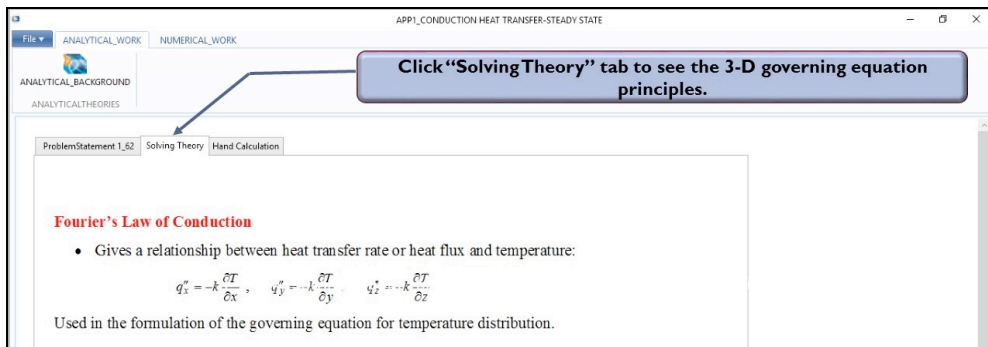 APP1_CONDUCTION HEAT TRANSFER-STEADY STATE
File ANALYTICAL_WORK NUMERICAL_WORK
ANALYTICAL_BACKGROUND
ANALYTICALTHEORIES
Click “Solving Theory” tab to see the 3-D governing equation
principles.
ProblemStatement 1_62 Solving Theory Hand Calculation
Fourier’s Law of Conduction
• Gives a relationship between heat transfer rate or heat flux and temperature:
q″x = -k ∂T/∂x , q″y = -k ∂T/∂y , q″z = -k ∂T/∂z
Used in the formulation of the governing equation for temperature distribution.